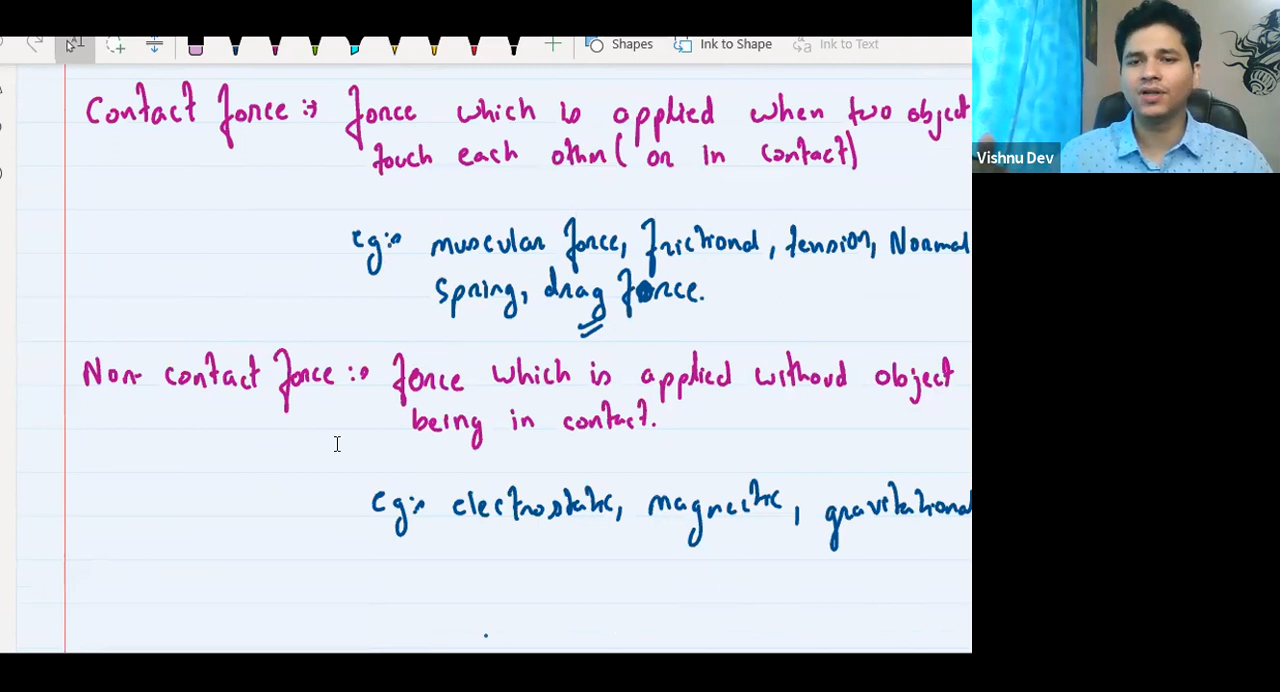 Shapes
Ink to Shape
Ink to Text
Contact force :→ force which is applied when two object
touch each other (or in contact)
Vishnu Dev
eg:→ muscular force, frictional, tension, Normal
spring, drag force.
Non-contact force :→ force which is applied without object
being in contact.
eg:→ electrostatic, magnetic, gravitational